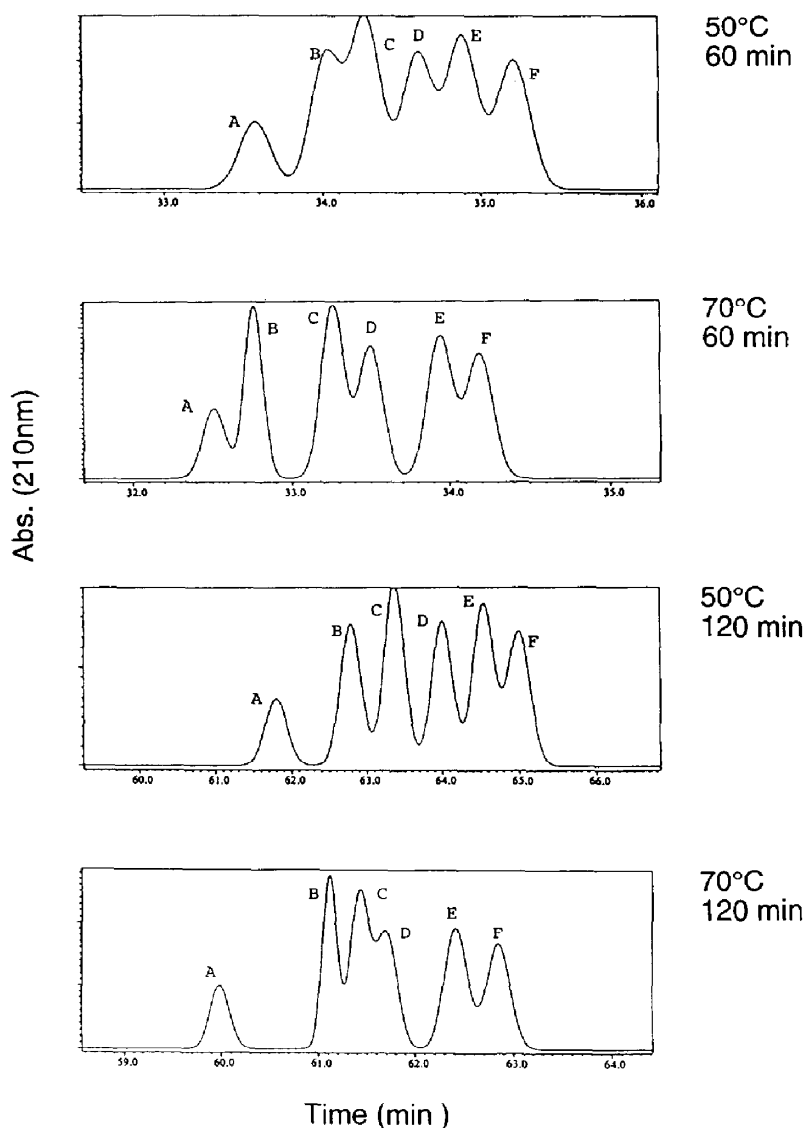 50°C
60 min
A B C D E F
33.0 34.0 35.0 36.0
70°C
60 min
A B C D E F
32.0 33.0 34.0 35.0
Abs. (210nm)
50°C
120 min
A B C D E F
60.0 61.0 62.0 63.0 64.0 65.0 66.0
70°C
120 min
A B C D E F
59.0 60.0 61.0 62.0 63.0 64.0
Time (min )